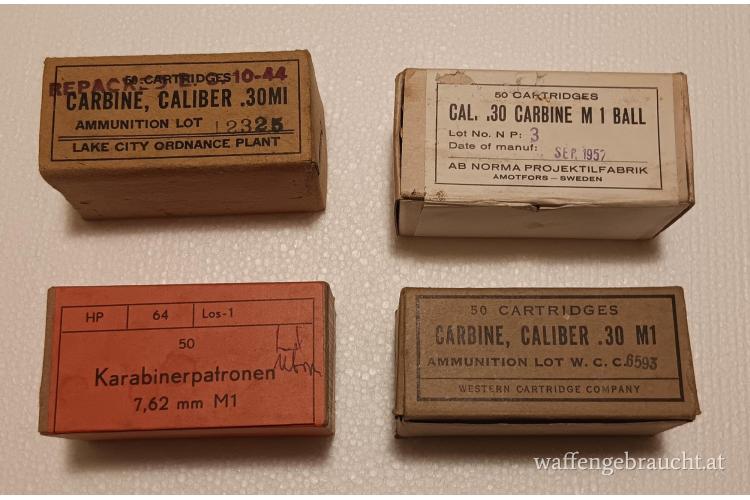 REPACKED E.O. 10-44
50 CARTRIDGES
CARBINE, CALIBER .30M1
AMMUNITION LOT 12325
LAKE CITY ORDNANCE PLANT
50 CARTRIDGES
CAL. .30 CARBINE M 1 BALL
Lot No. N P: 3
Date of manuf: SEP. 1957
AB NORMA PROJEKTILFABRIK
AMOTFORS – SWEDEN
HP 64 Los-1
50
Karabinerpatronen
7,62 mm M1
50 CARTRIDGES
CARBINE, CALIBER .30 M1
AMMUNITION LOT W. C. C. 6593
WESTERN CARTRIDGE COMPANY
waffengebraucht.at